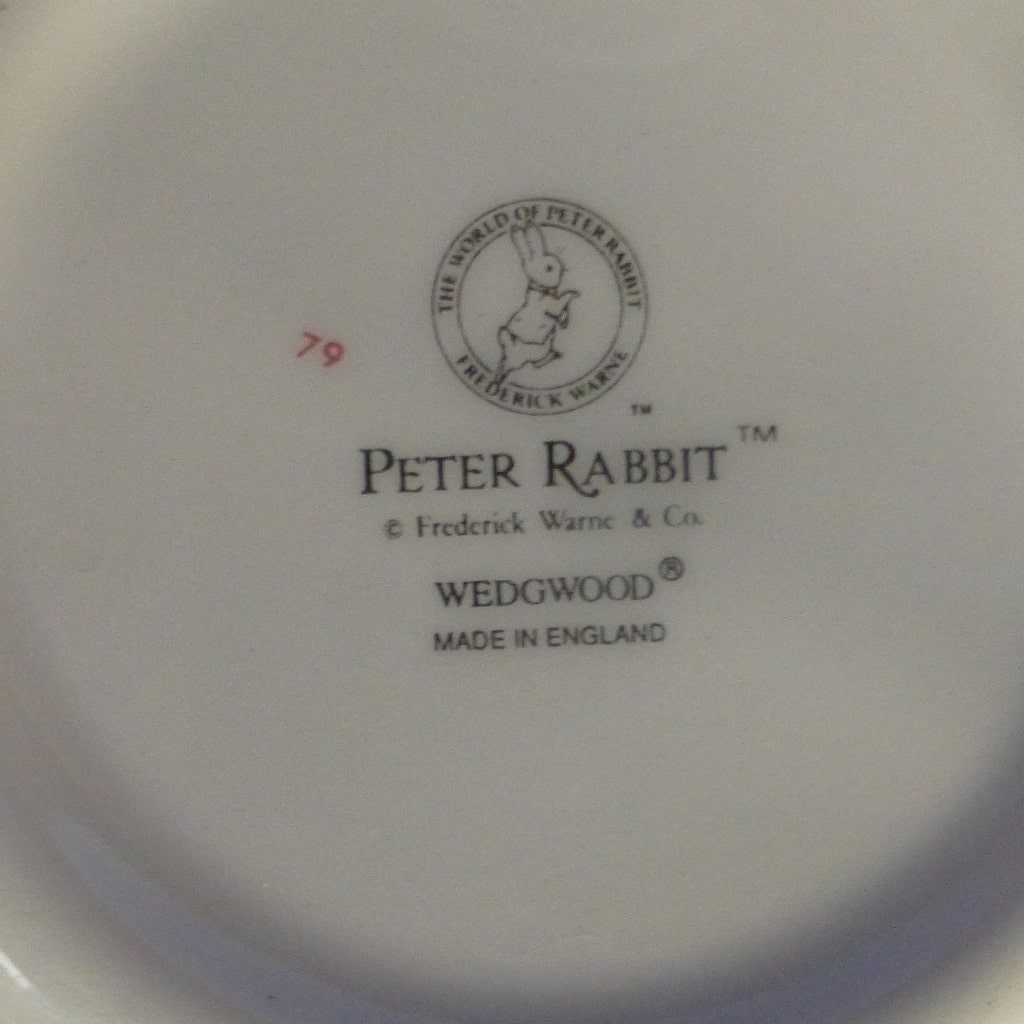 THE WORLD OF PETER RABBIT
FREDERICK WARNE
TM
79
PETER RABBIT TM
© Frederick Warne & Co.
WEDGWOOD®
MADE IN ENGLAND